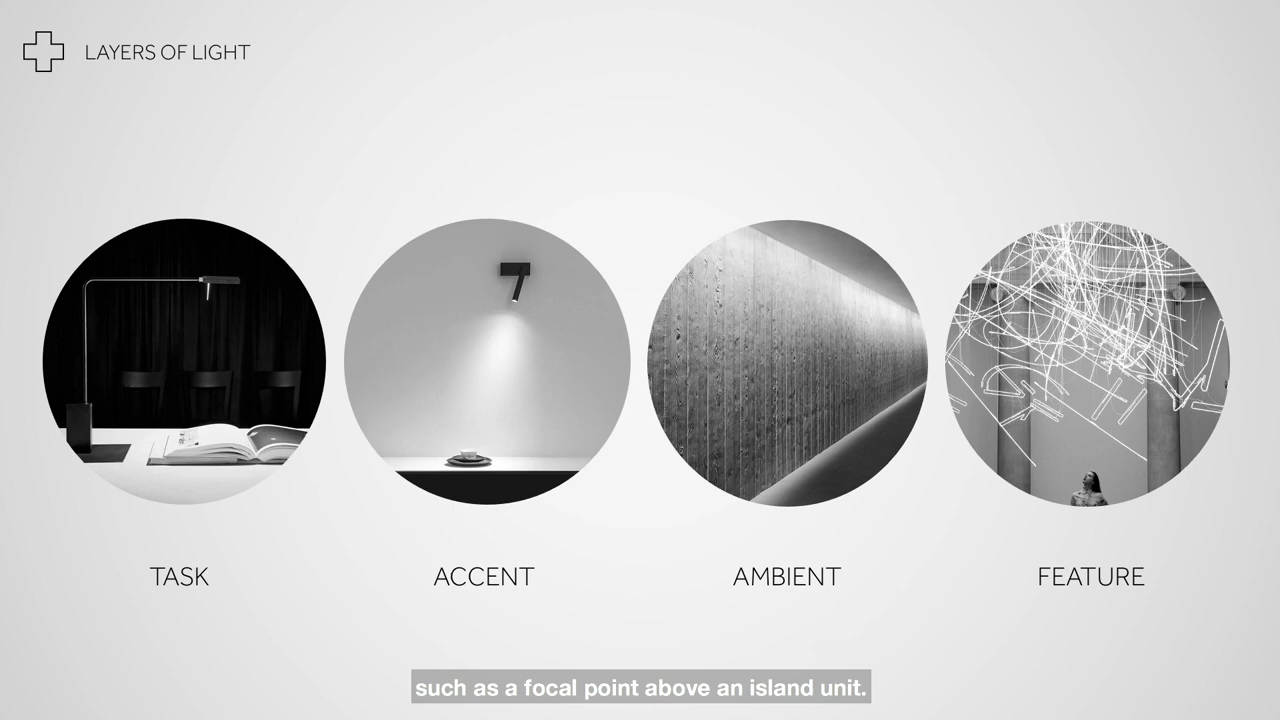 LAYERS OF LIGHT
TASK
ACCENT
AMBIENT
FEATURE
such as a focal point above an island unit.